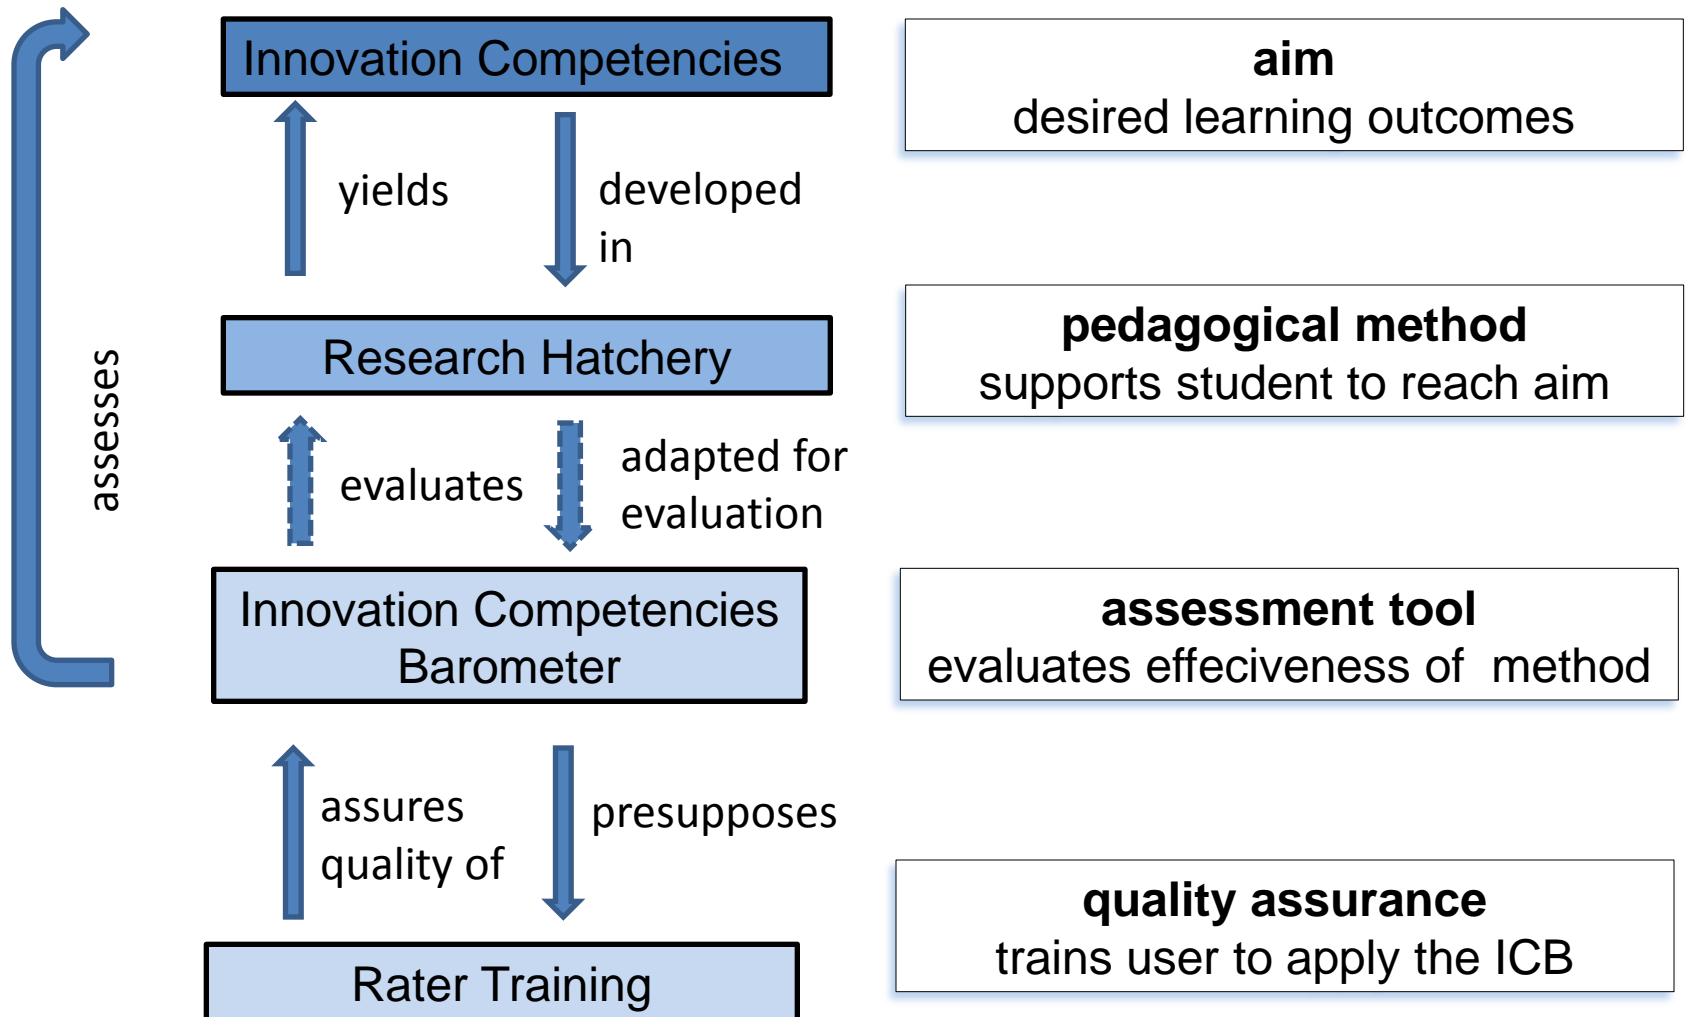 Innovation Competencies
aim
desired learning outcomes
yields
developed
in
Research Hatchery
pedagogical method
supports student to reach aim
assesses
evaluates
adapted for
evaluation
Innovation Competencies
Barometer
assessment tool
evaluates effeciveness of  method
assures
quality of
presupposes
quality assurance
trains user to apply the ICB
Rater Training